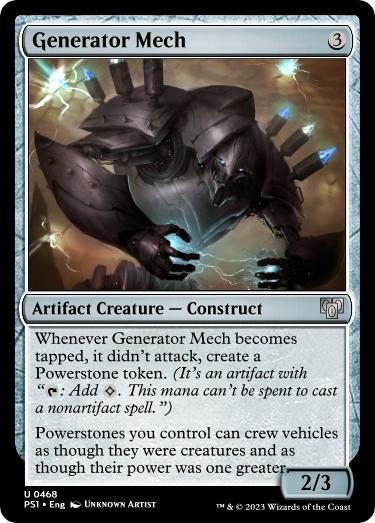 Generator Mech 3
Artifact Creature — Construct
Whenever Generator Mech becomes
tapped, it didn't attack, create a
Powerstone token. (It's an artifact with
“: Add . This mana can't be spent to cast
a nonartifact spell.”)
Powerstones you control can crew vehicles
as though they were creatures and as
though their power was one greater.
2/3
U 0468
PS1 • Eng Unknown Artist
™ & © 2023 Wizards of the Coast